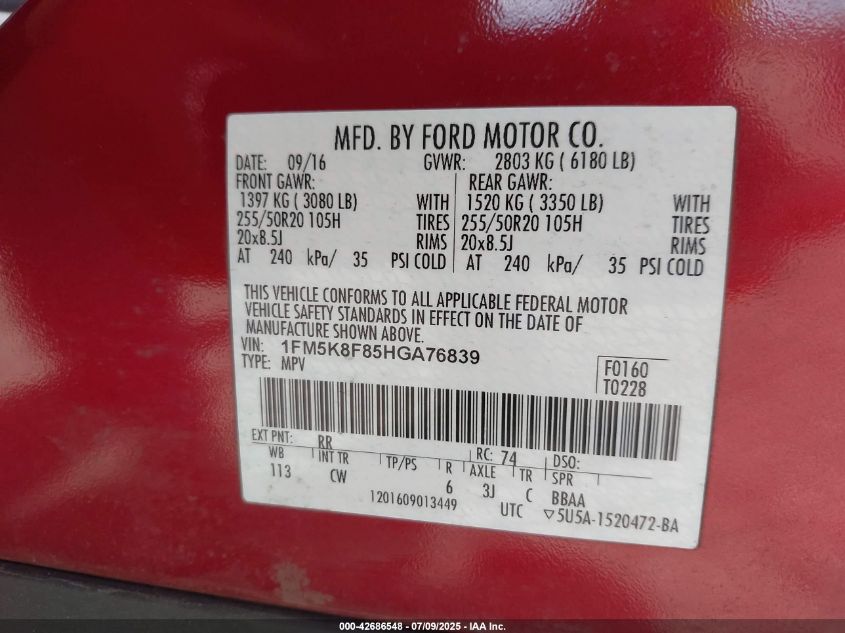 MFD. BY FORD MOTOR CO.
DATE: 09/16 GVWR: 2803 KG ( 6180 LB)
FRONT GAWR: REAR GAWR:
1397 KG ( 3080 LB) WITH 1520 KG ( 3350 LB) WITH
255/50R20 105H TIRES 255/50R20 105H TIRES
20x8.5J RIMS 20x8.5J RIMS
AT 240 kPa/ 35 PSI COLD AT 240 kPa/ 35 PSI COLD
THIS VEHICLE CONFORMS TO ALL APPLICABLE FEDERAL MOTOR
VEHICLE SAFETY STANDARDS IN EFFECT ON THE DATE OF
MANUFACTURE SHOWN ABOVE.
VIN: 1FM5K8F85HGA76839
TYPE: MPV
F0160
T0228
EXT PNT: RR RC: 74 DSO:
WB INT TR TP/PS R AXLE TR SPR
113 CW 6 3J C BBAA
1201609013449 UTC ▽5U5A-1520472-BA
000-42686548 | 07/09/2025 - IAA Inc.